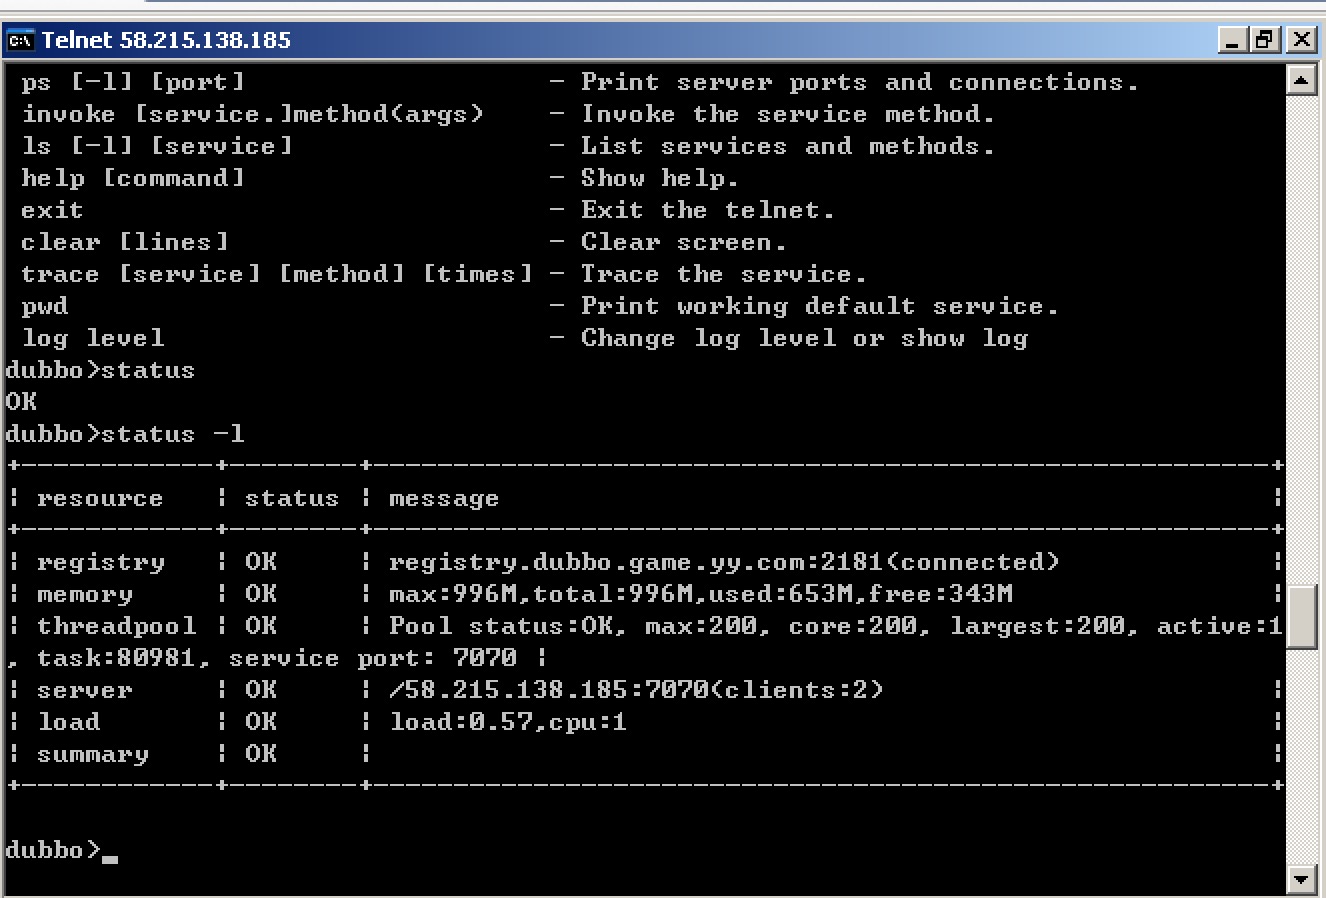 Telnet 58.215.138.185
ps [-l] [port] - Print server ports and connections.
invoke [service.]method(args) - Invoke the service method.
ls [-l] [service] - List services and methods.
help [command] - Show help.
exit - Exit the telnet.
clear [lines] - Clear screen.
trace [service] [method] [times] - Trace the service.
pwd - Print working default service.
log level - Change log level or show log
dubbo>status
OK
dubbo>status -l
+------------+--------+--------------------------------------------------------+
| resource | status | message |
+------------+--------+--------------------------------------------------------+
| registry | OK | registry.dubbo.game.yy.com:2181(connected) |
| memory | OK | max:996M,total:996M,used:653M,free:343M |
| threadpool | OK | Pool status:OK, max:200, core:200, largest:200, active:1
, task:80981, service port: 7070 |
| server | OK | /58.215.138.185:7070(clients:2) |
| load | OK | load:0.57,cpu:1 |
| summary | OK | |
+------------+--------+--------------------------------------------------------+
dubbo>_